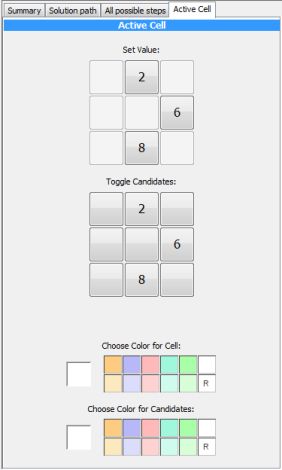 Summary Solution path All possible steps Active Cell
Active Cell
Set Value:
2
6
8
Toggle Candidates:
2
6
8
Choose Color for Cell:
R
Choose Color for Candidates:
R